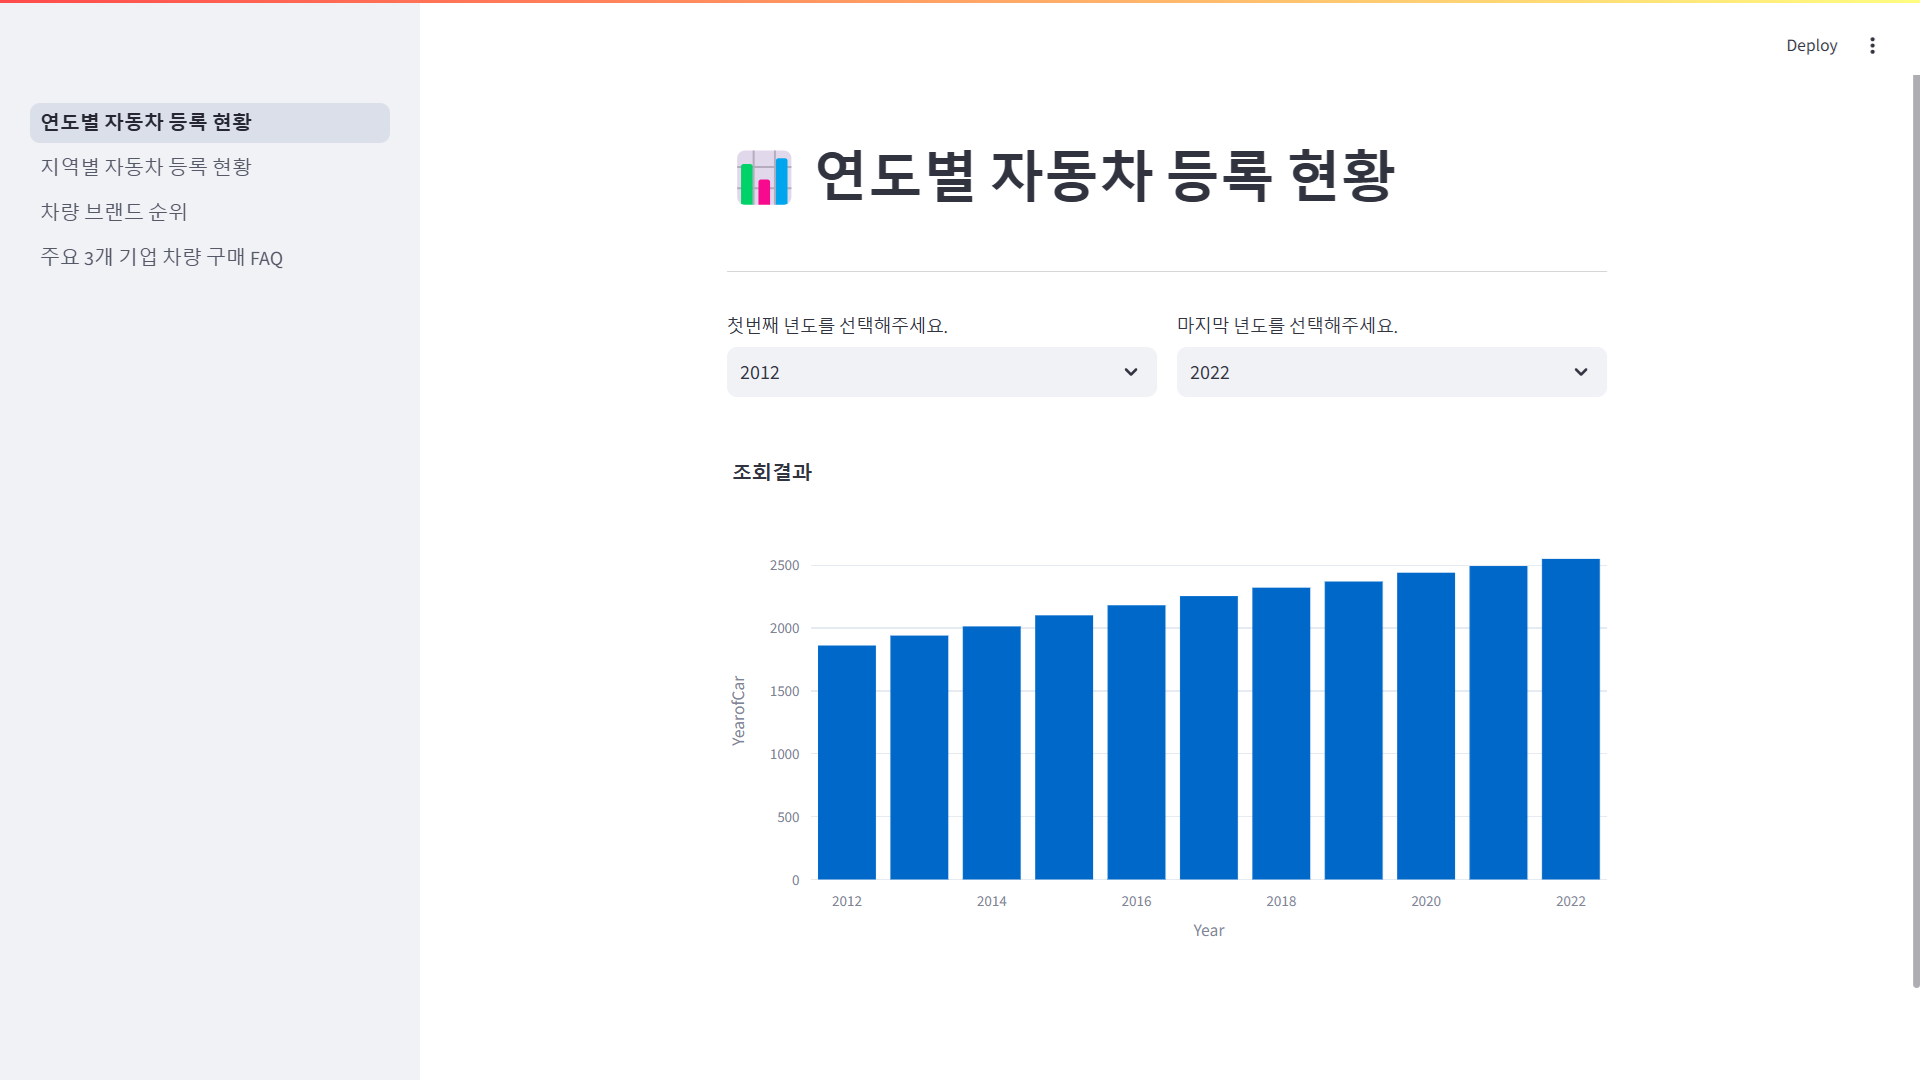 Deploy
연도별 자동차 등록 현황
지역별 자동차 등록 현황
차량 브랜드 순위
주요 3개 기업 차량 구매 FAQ
연도별 자동차 등록 현황
첫번째 년도를 선택해주세요.
2012
마지막 년도를 선택해주세요.
2022
조회결과
2500
2000
1500
1000
500
0
YearofCar
2012 2014 2016 2018 2020 2022
Year